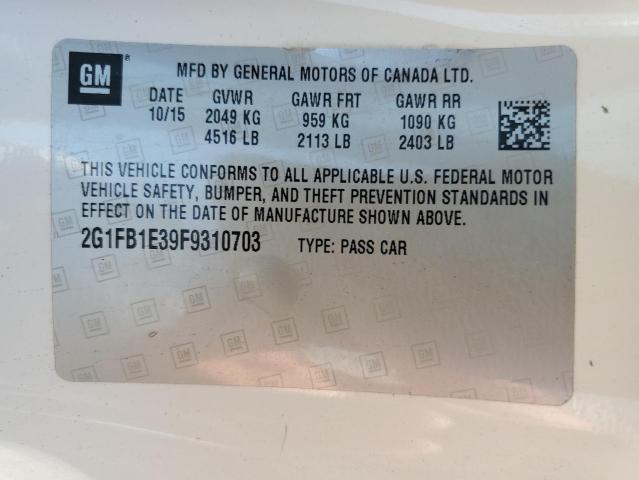 GM ® MFD BY GENERAL MOTORS OF CANADA LTD.
DATE GVWR GAWR FRT GAWR RR
10/15 2049 KG 959 KG 1090 KG
4516 LB 2113 LB 2403 LB
THIS VEHICLE CONFORMS TO ALL APPLICABLE U.S. FEDERAL MOTOR
VEHICLE SAFETY, BUMPER, AND THEFT PREVENTION STANDARDS IN
EFFECT ON THE DATE OF MANUFACTURE SHOWN ABOVE.
2G1FB1E39F9310703 TYPE: PASS CAR